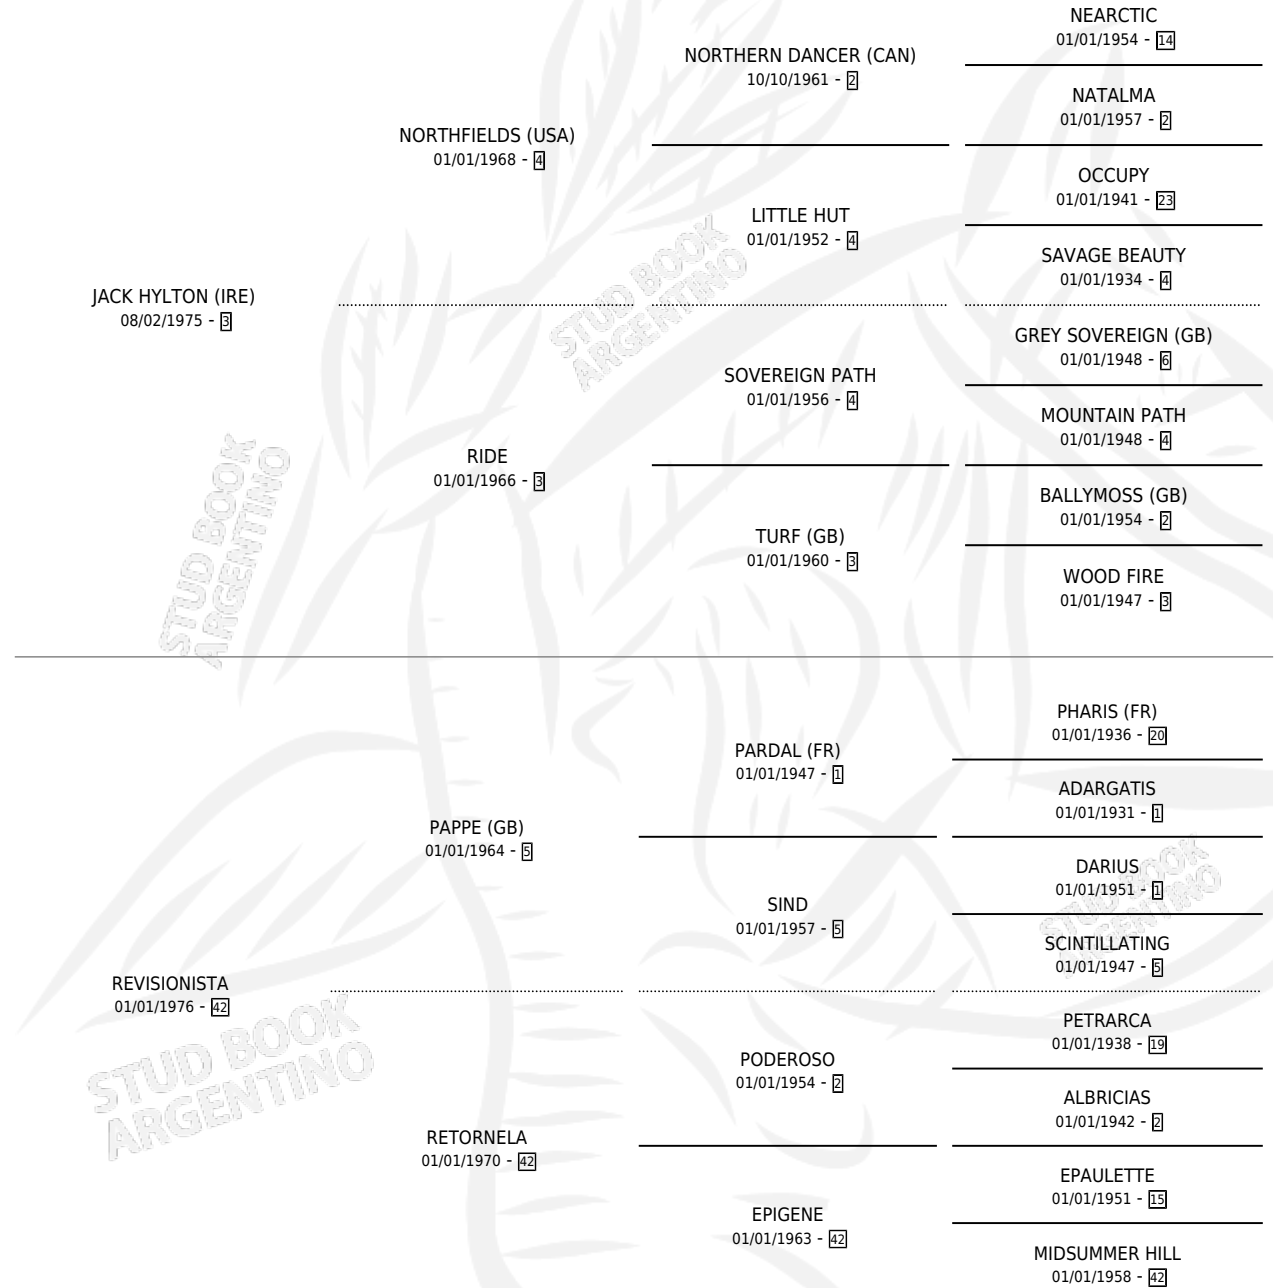 NEARCTIC
01/01/1954 - 14
NORTHERN DANCER (CAN)
10/10/1961 - 2
NATALMA
01/01/1957 - 2
NORTHFIELDS (USA)
01/01/1968 - 4
OCCUPY
01/01/1941 - 23
LITTLE HUT
01/01/1952 - 4
SAVAGE BEAUTY
01/01/1934 - 4
JACK HYLTON (IRE)
08/02/1975 - 3
GREY SOVEREIGN (GB)
01/01/1948 - 6
SOVEREIGN PATH
01/01/1956 - 4
MOUNTAIN PATH
01/01/1948 - 4
RIDE
01/01/1966 - 3
BALLYMOSS (GB)
01/01/1954 - 2
TURF (GB)
01/01/1960 - 3
WOOD FIRE
01/01/1947 - 3
PHARIS (FR)
01/01/1936 - 20
PARDAL (FR)
01/01/1947 - 1
ADARGATIS
01/01/1931 - 1
PAPPE (GB)
01/01/1964 - 5
DARIUS
01/01/1951 - 1
SIND
01/01/1957 - 5
SCINTILLATING
01/01/1947 - 5
REVISIONISTA
01/01/1976 - 42
PETRARCA
01/01/1938 - 19
PODEROSO
01/01/1954 - 2
ALBRICIAS
01/01/1942 - 2
RETORNELA
01/01/1970 - 42
EPAULETTE
01/01/1951 - 15
EPIGENE
01/01/1963 - 42
MIDSUMMER HILL
01/01/1958 - 42
STUD BOOK
ARGENTINO
STUD BOOK
ARGENTINO
STUD BOOK
ARGENTINO
STUD BOOK
ARGENTINO